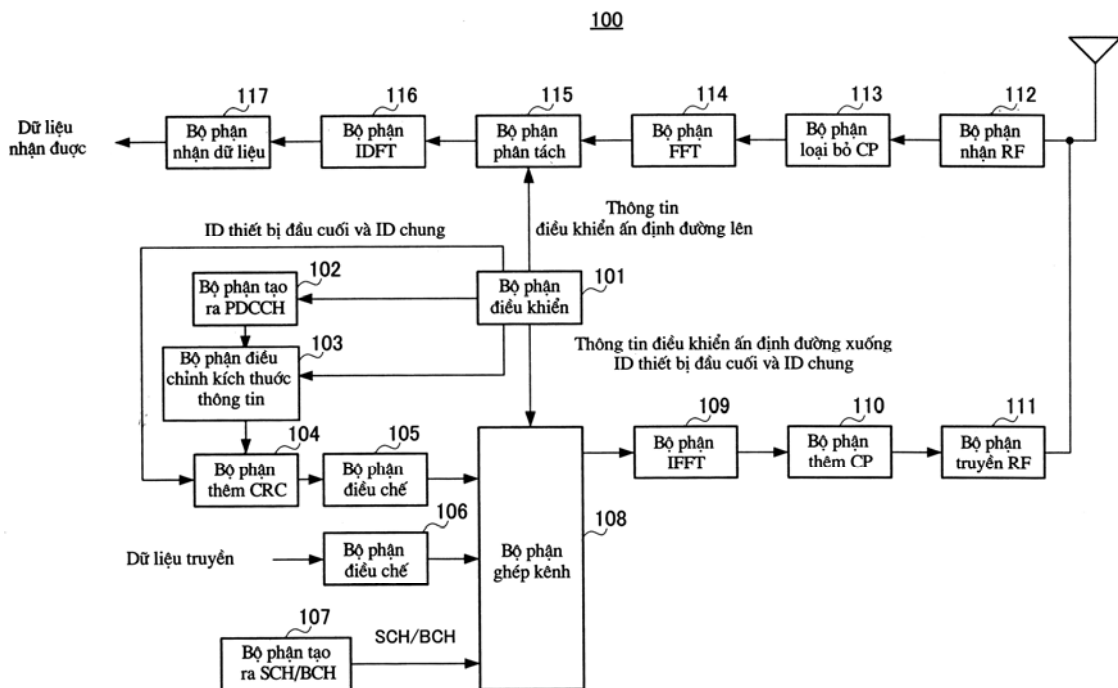 100
117
116
115
114
113
112
Dữ liệu
nhận được
Bộ phận
nhận dữ liệu
Bộ phận
IDFT
Bộ phận
phân tách
Bộ phận
FFT
Bộ phận
loại bỏ CP
Bộ phận
nhận RF
Thông tin
điều khiển ấn định đường lên
ID thiết bị đầu cuối và ID chung
102
Bộ phận tạo
ra PDCCH
101
Bộ phận
điều khiển
103
Bộ phận điều
chỉnh kích thước
thông tin
Thông tin điều khiển ấn định đường xuống
ID thiết bị đầu cuối và ID chung
104
Bộ phận
thêm CRC
105
Bộ phận
điều chế
109
Bộ phận
IFFT
110
Bộ phận
thêm CP
111
Bộ phận
truyền RF
106
Dữ liệu truyền
Bộ phận
điều chế
Bộ phận
ghép kênh
108
107
Bộ phận tạo
ra SCH/BCH
SCH/BCH